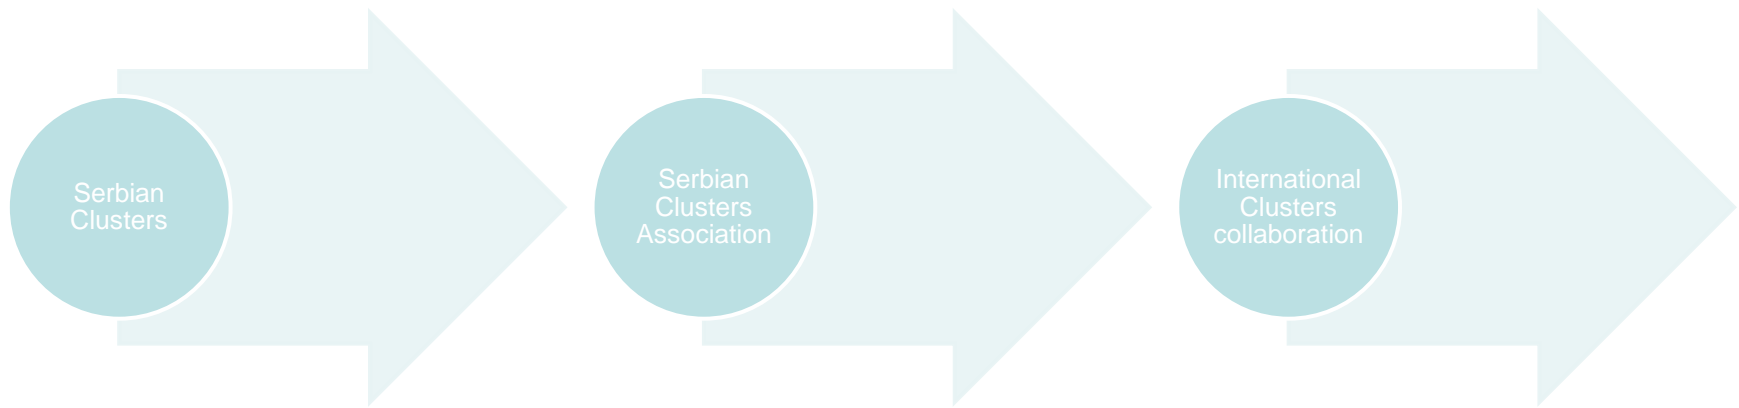 Serbian
Clusters
Serbian
Clusters
Association
International
Clusters
collaboration